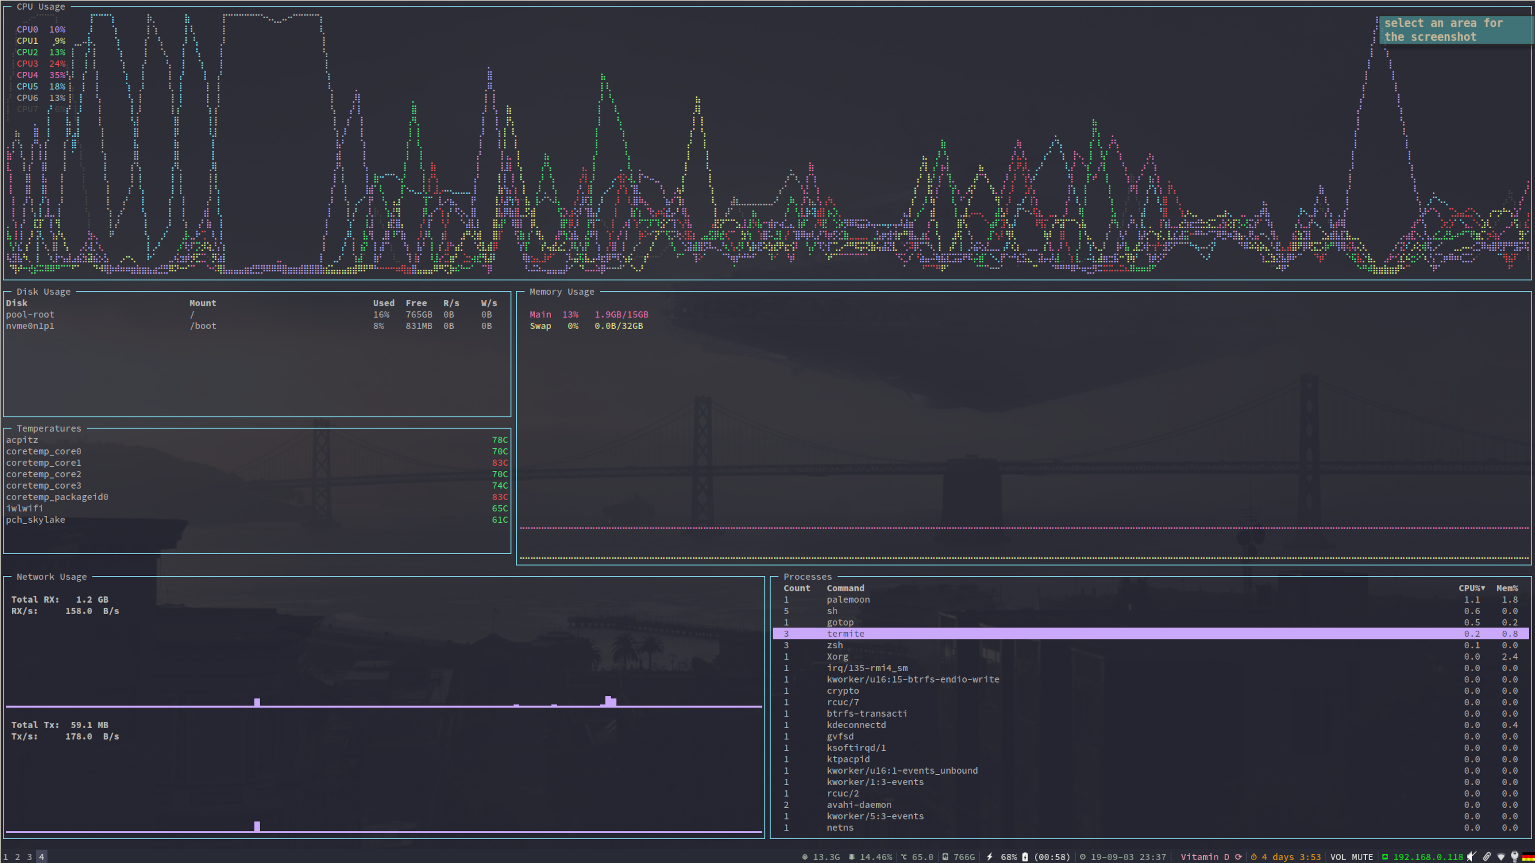 CPU Usage
CPU0 10%
CPU1 9%
CPU2 13%
CPU3 24%
CPU4 35%
CPU5 18%
CPU6 13%
CPU7
select an area for
the screenshot
Disk Usage
Disk Mount Used Free R/s W/s
pool-root / 16% 765GB 0B 0B
nvme0n1p1 /boot 8% 831MB 0B 0B
Memory Usage
Main 13% 1.9GB/15GB
Swap 0% 0.0B/32GB
Temperatures
acpitz 78C
coretemp_core0 70C
coretemp_core1 83C
coretemp_core2 70C
coretemp_core3 74C
coretemp_packageid0 83C
iwlwifi 65C
pch_skylake 61C
Network Usage
Total RX: 1.2 GB
RX/s: 158.0 B/s
Total Tx: 59.1 MB
Tx/s: 178.0 B/s
Processes
Count Command CPU%▼ Mem%
1 palemoon 1.1 1.8
5 sh 0.6 0.0
1 gotop 0.5 0.2
3 termite 0.2 0.8
3 zsh 0.1 0.0
1 Xorg 0.0 2.4
1 irq/135-rmi4_sm 0.0 0.0
1 kworker/u16:15-btrfs-endio-write 0.0 0.0
1 crypto 0.0 0.0
1 rcuc/7 0.0 0.0
1 btrfs-transacti 0.0 0.0
1 kdeconnectd 0.0 0.4
1 gvfsd 0.0 0.0
1 ksoftirqd/1 0.0 0.0
1 ktpacpid 0.0 0.0
1 kworker/u16:1-events_unbound 0.0 0.0
1 kworker/1:3-events 0.0 0.0
1 rcuc/2 0.0 0.0
2 avahi-daemon 0.0 0.0
1 kworker/5:3-events 0.0 0.0
1 netns 0.0 0.0
1 2 3 4 13.3G 14.46% ℃ 65.0 766G 68% (00:58) 19-09-03 23:37 Vitamin D 4 days 3:53 VOL MUTE 192.168.0.118